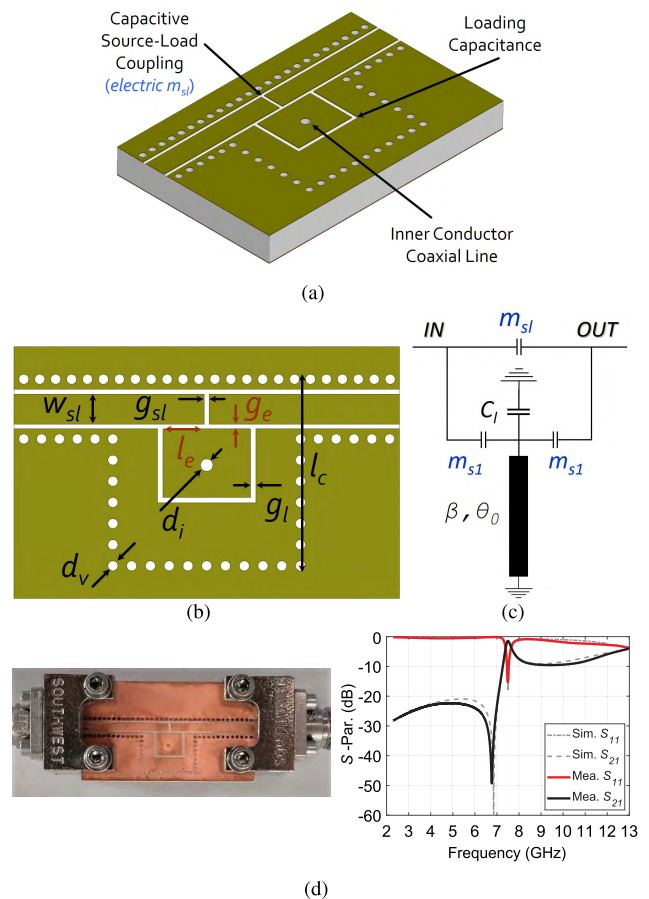 Capacitive
Source-Load
Coupling
(electric m_sl)
Loading
Capacitance
Inner Conductor
Coaxial Line
(a)
w_sl
g_sl
g_e
l_e
l_c
d_i
g_l
d_v
(b)
IN
m_sl
OUT
C_l
m_s1
m_s1
β, θ_0
(c)
SOUTHWEST
0
-10
-20
-30
-40
-50
-60
S-Par. (dB)
Sim. S_11
Sim. S_21
Mea. S_11
Mea. S_21
2 3 4 5 6 7 8 9 10 11 12 13
Frequency (GHz)
(d)